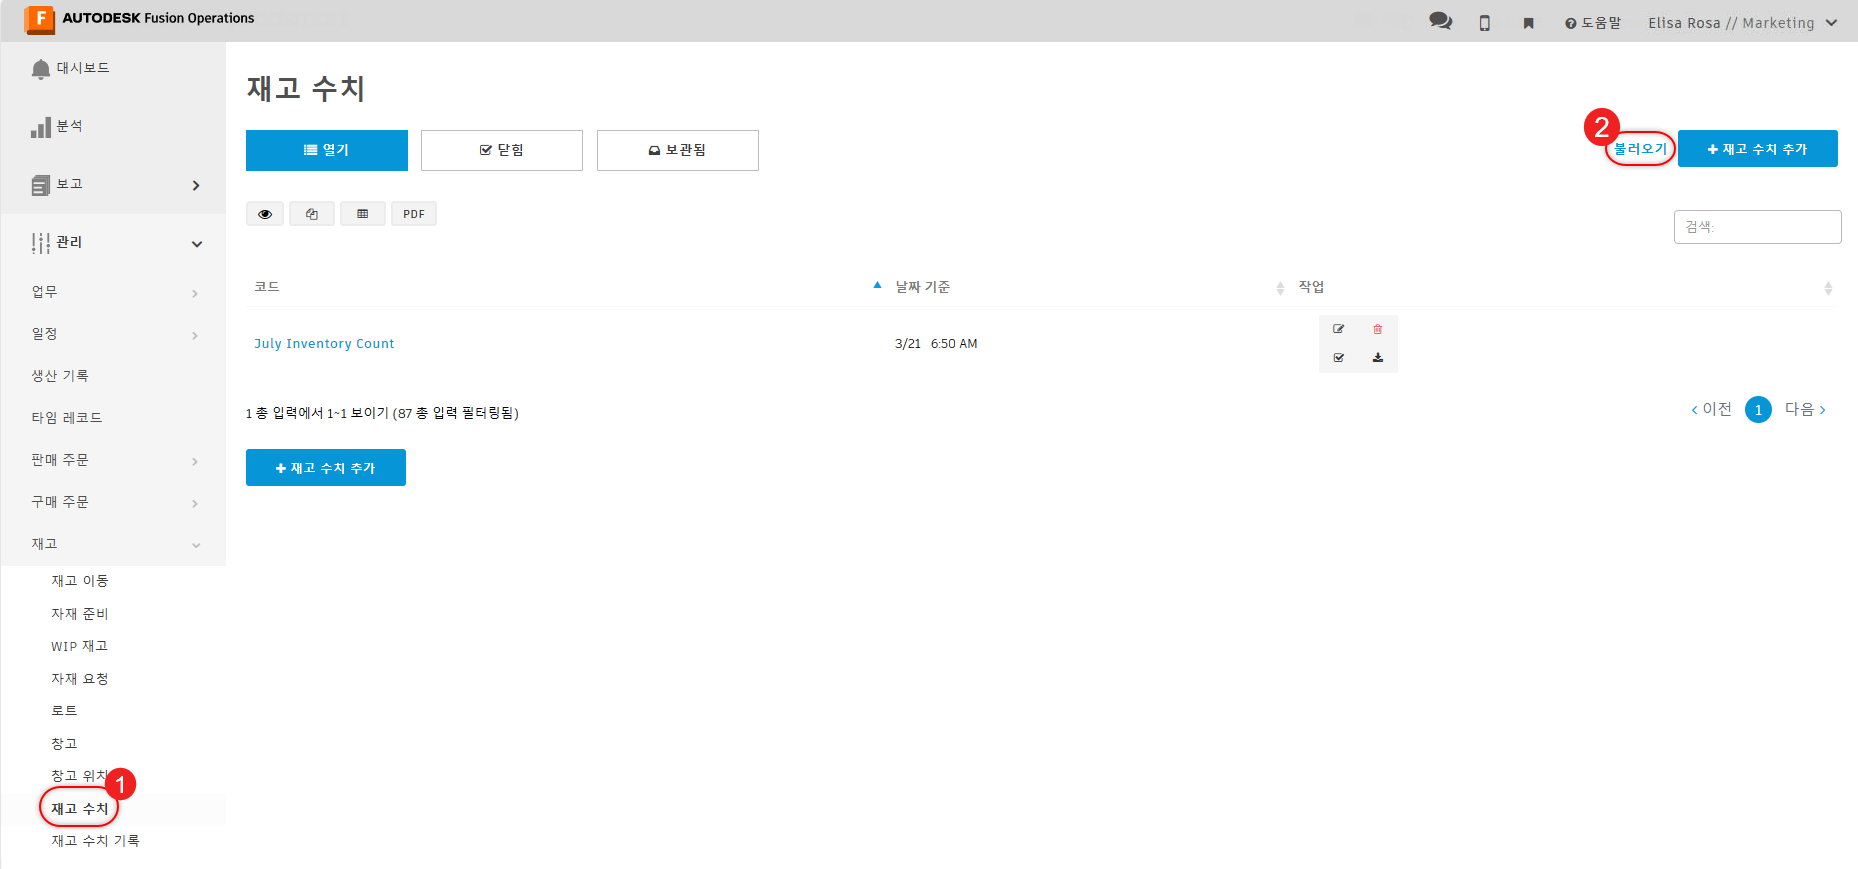 F AUTODESK Fusion Operations
도움말
Elisa Rosa // Marketing
대시보드
분석
보고
관리
업무
일정
생산 기록
타임 레코드
판매 주문
구매 주문
재고
재고 이동
자재 준비
WIP 재고
자재 요청
로트
창고
창고 위치
1
재고 수치
재고 수치 기록
재고 수치
열기
닫힘
보관됨
2
불러오기
재고 수치 추가
PDF
검색:
코드
날짜 기준
작업
July Inventory Count
3/21 6:50 AM
1 총 입력에서 1~1 보이기 (87 총 입력 필터링됨)
이전 1 다음
재고 수치 추가